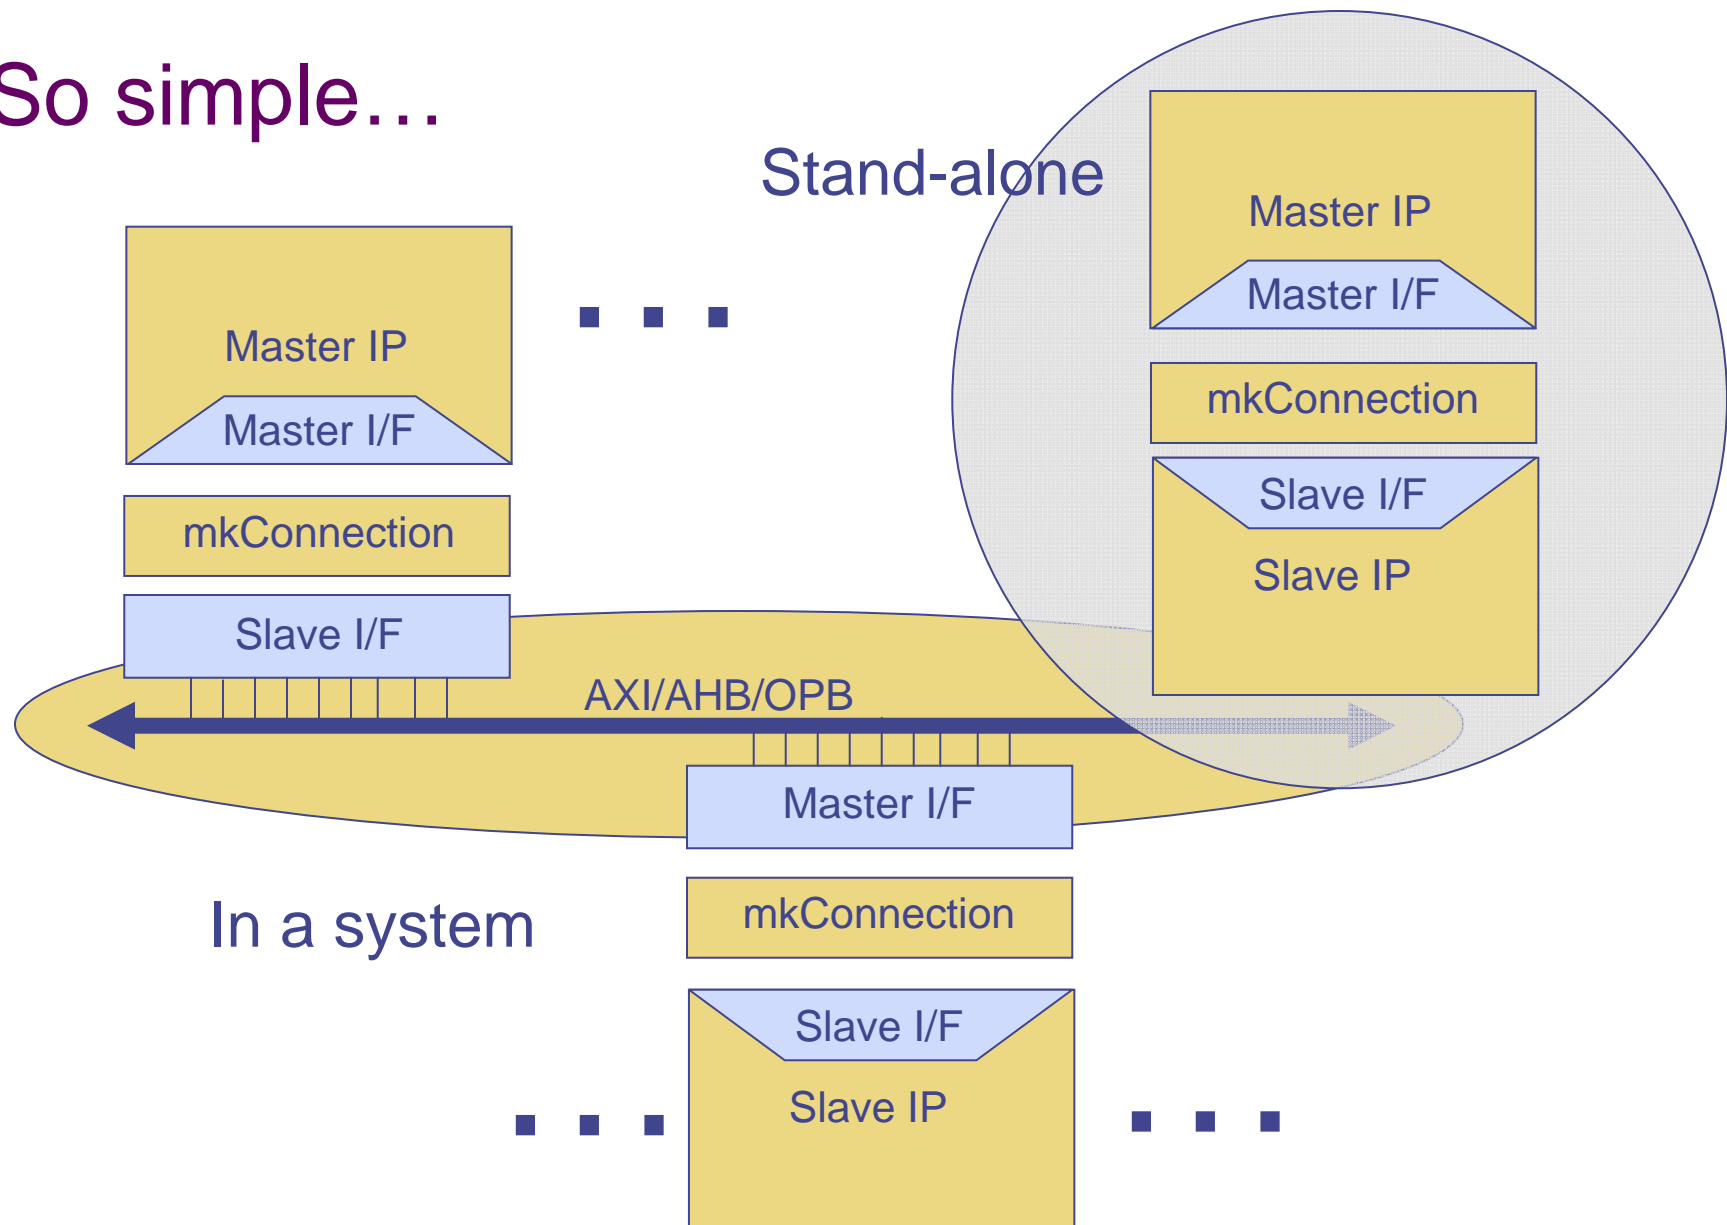 So simple…
Stand-alone
Master IP
Master I/F
mkConnection
Slave I/F
Slave IP
Master IP
Master I/F
mkConnection
Slave I/F
AXI/AHB/OPB
Master I/F
mkConnection
Slave I/F
Slave IP
In a system